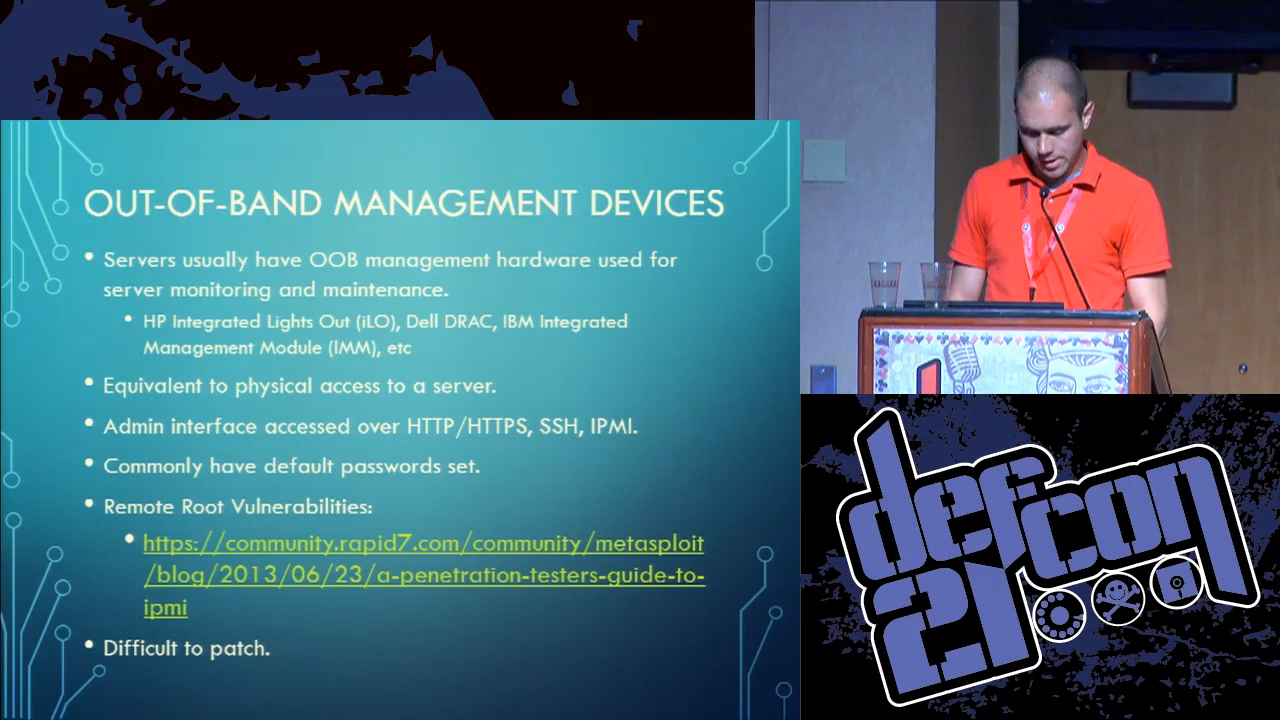 OUT-OF-BAND MANAGEMENT DEVICES
• Servers usually have OOB management hardware used for
server monitoring and maintenance.
• HP Integrated Lights Out (iLO), Dell DRAC, IBM Integrated
Management Module (IMM), etc
• Equivalent to physical access to a server.
• Admin interface accessed over HTTP/HTTPS, SSH, IPMI.
• Commonly have default passwords set.
• Remote Root Vulnerabilities:
• https://community.rapid7.com/community/metasploit
/blog/2013/06/23/a-penetration-testers-guide-to-
ipmi
• Difficult to patch.
defcon
21